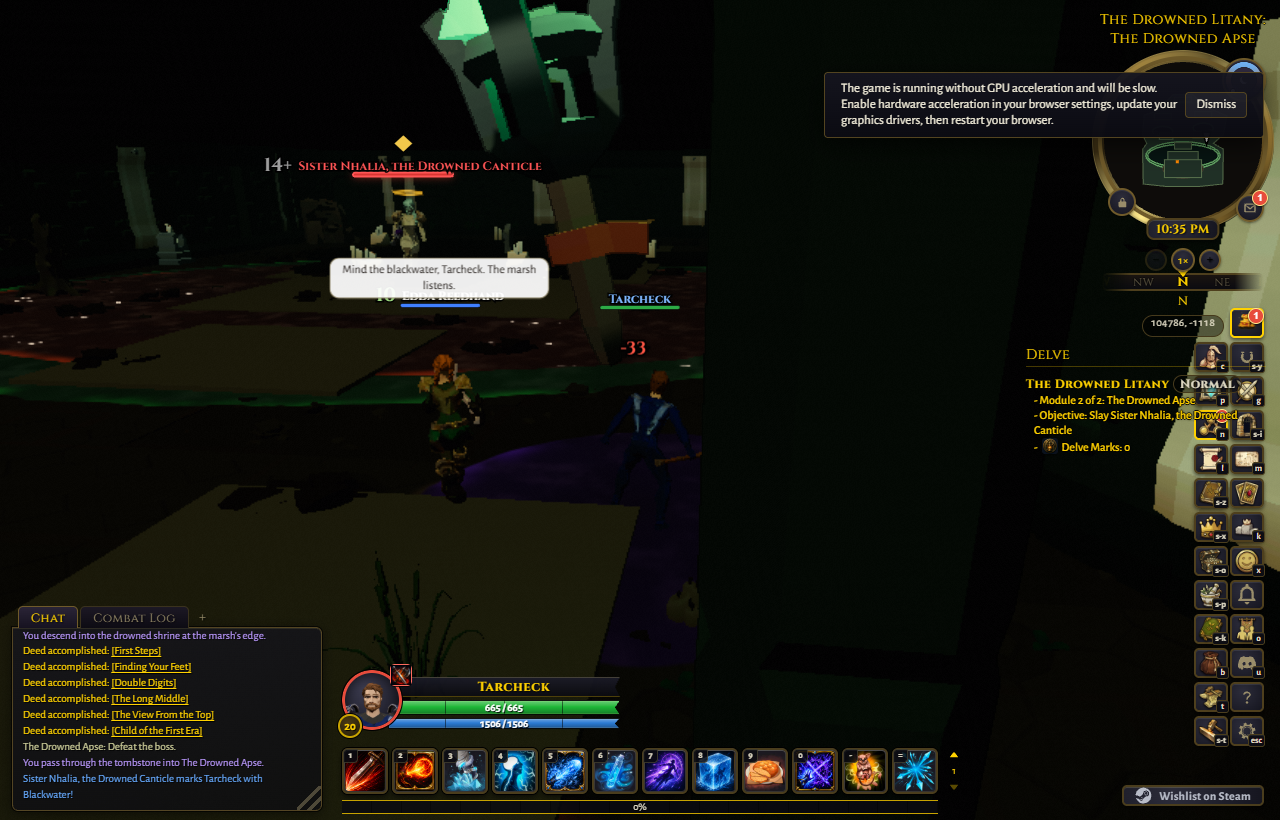 The Drowned Litany:
The Drowned Apse
The game is running without GPU acceleration and will be slow.
Enable hardware acceleration in your browser settings, update your
graphics drivers, then restart your browser.
Dismiss
14+ Sister Nhalia, the Drowned Canticle
1
10:35 PM
1×
NW N NE
N
104786, -1118
1
Mind the blackwater, Tarcheck. The marsh
listens.
Tarcheck
-33
Delve
The Drowned Litany Normal
- Module 2 of 2: The Drowned Apse
- Objective: Slay Sister Nhalia, the Drowned
Canticle
- Delve Marks: 0
c s-y
p g
n s-i
l m
s-z
s-x k
s-o x
s-p
s-k o
b u
t ?
s-t esc
Chat Combat Log +
You descend into the drowned shrine at the marsh's edge.
Deed accomplished: [First Steps]
Deed accomplished: [Finding Your Feet]
Deed accomplished: [Double Digits]
Deed accomplished: [The Long Middle]
Deed accomplished: [The View From the Top]
Deed accomplished: [Child of the First Era]
The Drowned Apse: Defeat the boss.
You pass through the tombstone into The Drowned Apse.
Sister Nhalia, the Drowned Canticle marks Tarcheck with
Blackwater!
Tarcheck
665 / 665
1506 / 1506
20
1 2 3 4 5 6 7 8 9 0 - =
1
0%
Wishlist on Steam